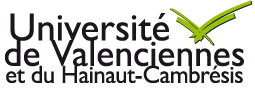 Université
de Valenciennes
et du Hainaut-Cambrésis